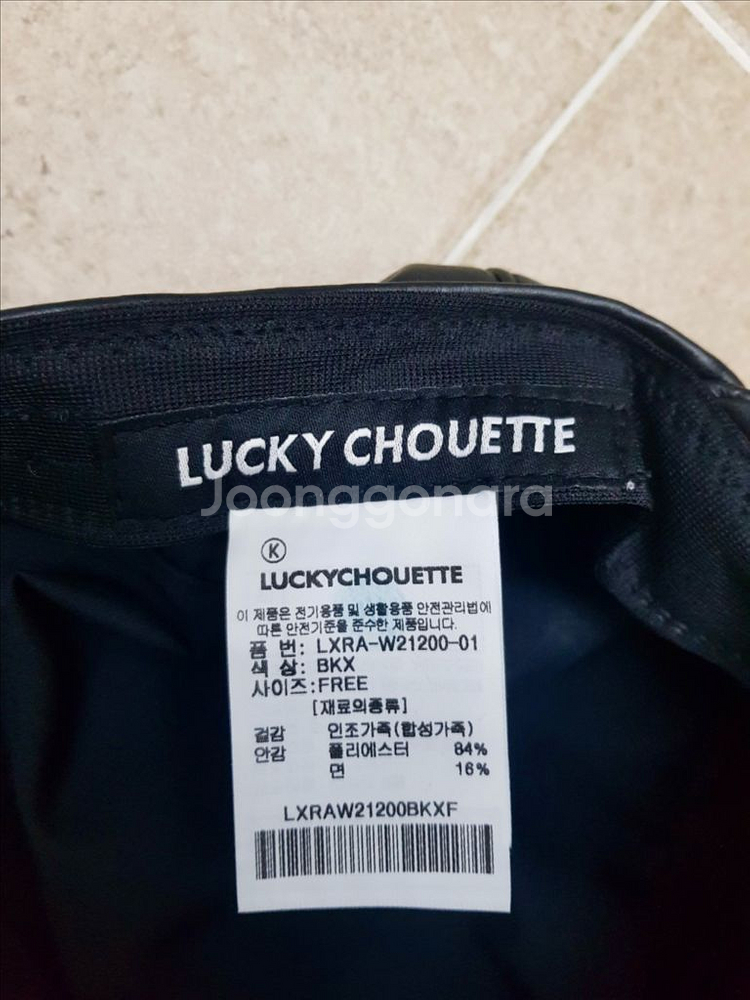 LUCKY CHOUETTE
Joonggonara
K
LUCKYCHOUETTE
이 제품은 전기용품 및 생활용품 안전관리법에
따른 안전기준을 준수한 제품입니다.
품 번: LXRA-W21200-01
색 상: BKX
사이즈:FREE
[재료의종류]
겉감 인조가죽(합성가죽)
안감 폴리에스터 84%
면 16%
LXRAW21200BKXF